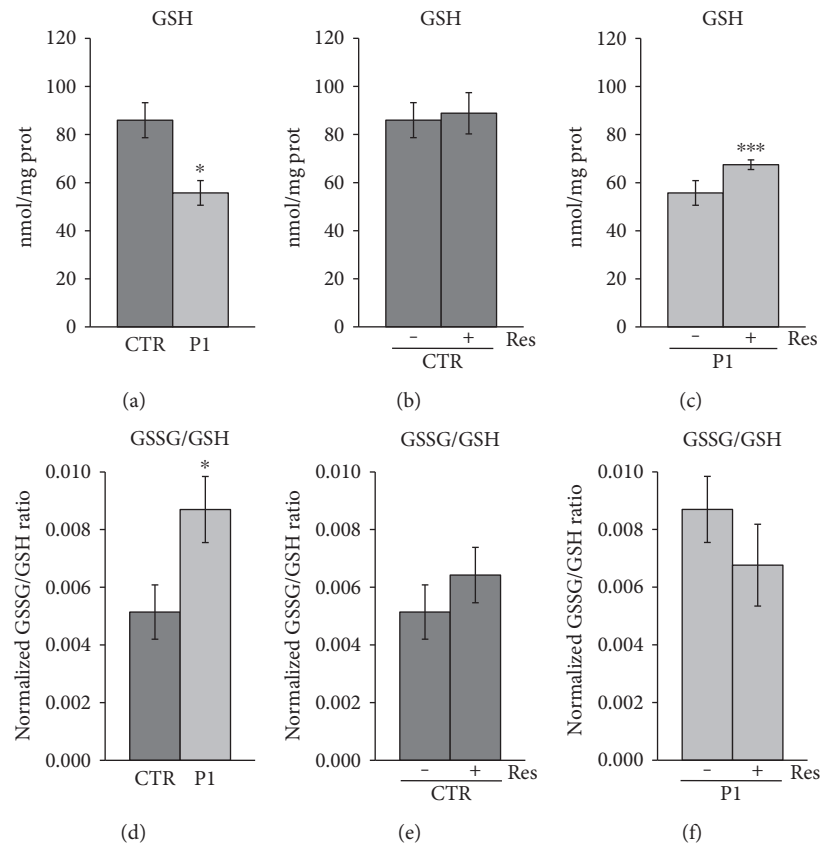 GSH
120
100
80
60
40
20
0
nmol/mg prot
*
CTR P1
(a)
GSH
120
100
80
60
40
20
0
nmol/mg prot
− + Res
CTR
(b)
GSH
120
100
80
60
40
20
0
nmol/mg prot
***
− + Res
P1
(c)
GSSG/GSH
0.010
0.008
0.006
0.004
0.002
0.000
Normalized GSSG/GSH ratio
*
CTR P1
(d)
GSSG/GSH
0.010
0.008
0.006
0.004
0.002
0.000
Normalized GSSG/GSH ratio
− + Res
CTR
(e)
GSSG/GSH
0.010
0.008
0.006
0.004
0.002
0.000
Normalized GSSG/GSH ratio
− + Res
P1
(f)